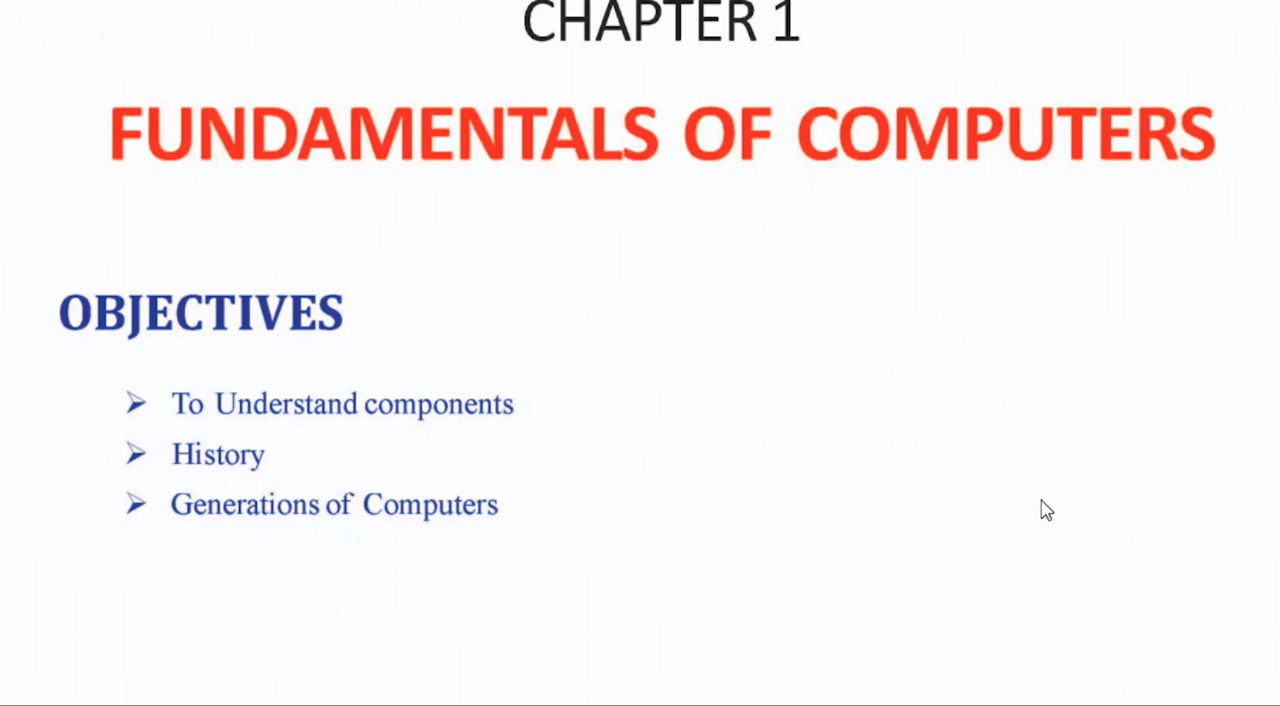 CHAPTER 1
FUNDAMENTALS OF COMPUTERS
OBJECTIVES
➢ To Understand components
➢ History
➢ Generations of Computers